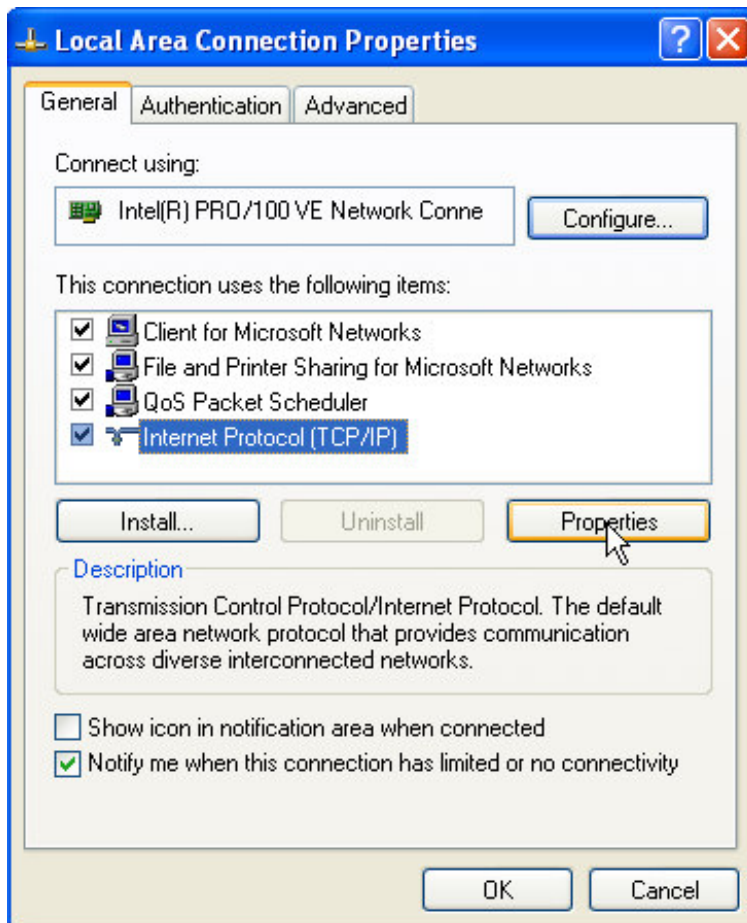 Local Area Connection Properties
?
General Authentication Advanced
Connect using:
Intel(R) PRO/100 VE Network Conne
Configure...
This connection uses the following items:
Client for Microsoft Networks
File and Printer Sharing for Microsoft Networks
QoS Packet Scheduler
Internet Protocol (TCP/IP)
Install... Uninstall Properties
Description
Transmission Control Protocol/Internet Protocol. The default
wide area network protocol that provides communication
across diverse interconnected networks.
Show icon in notification area when connected
Notify me when this connection has limited or no connectivity
OK Cancel